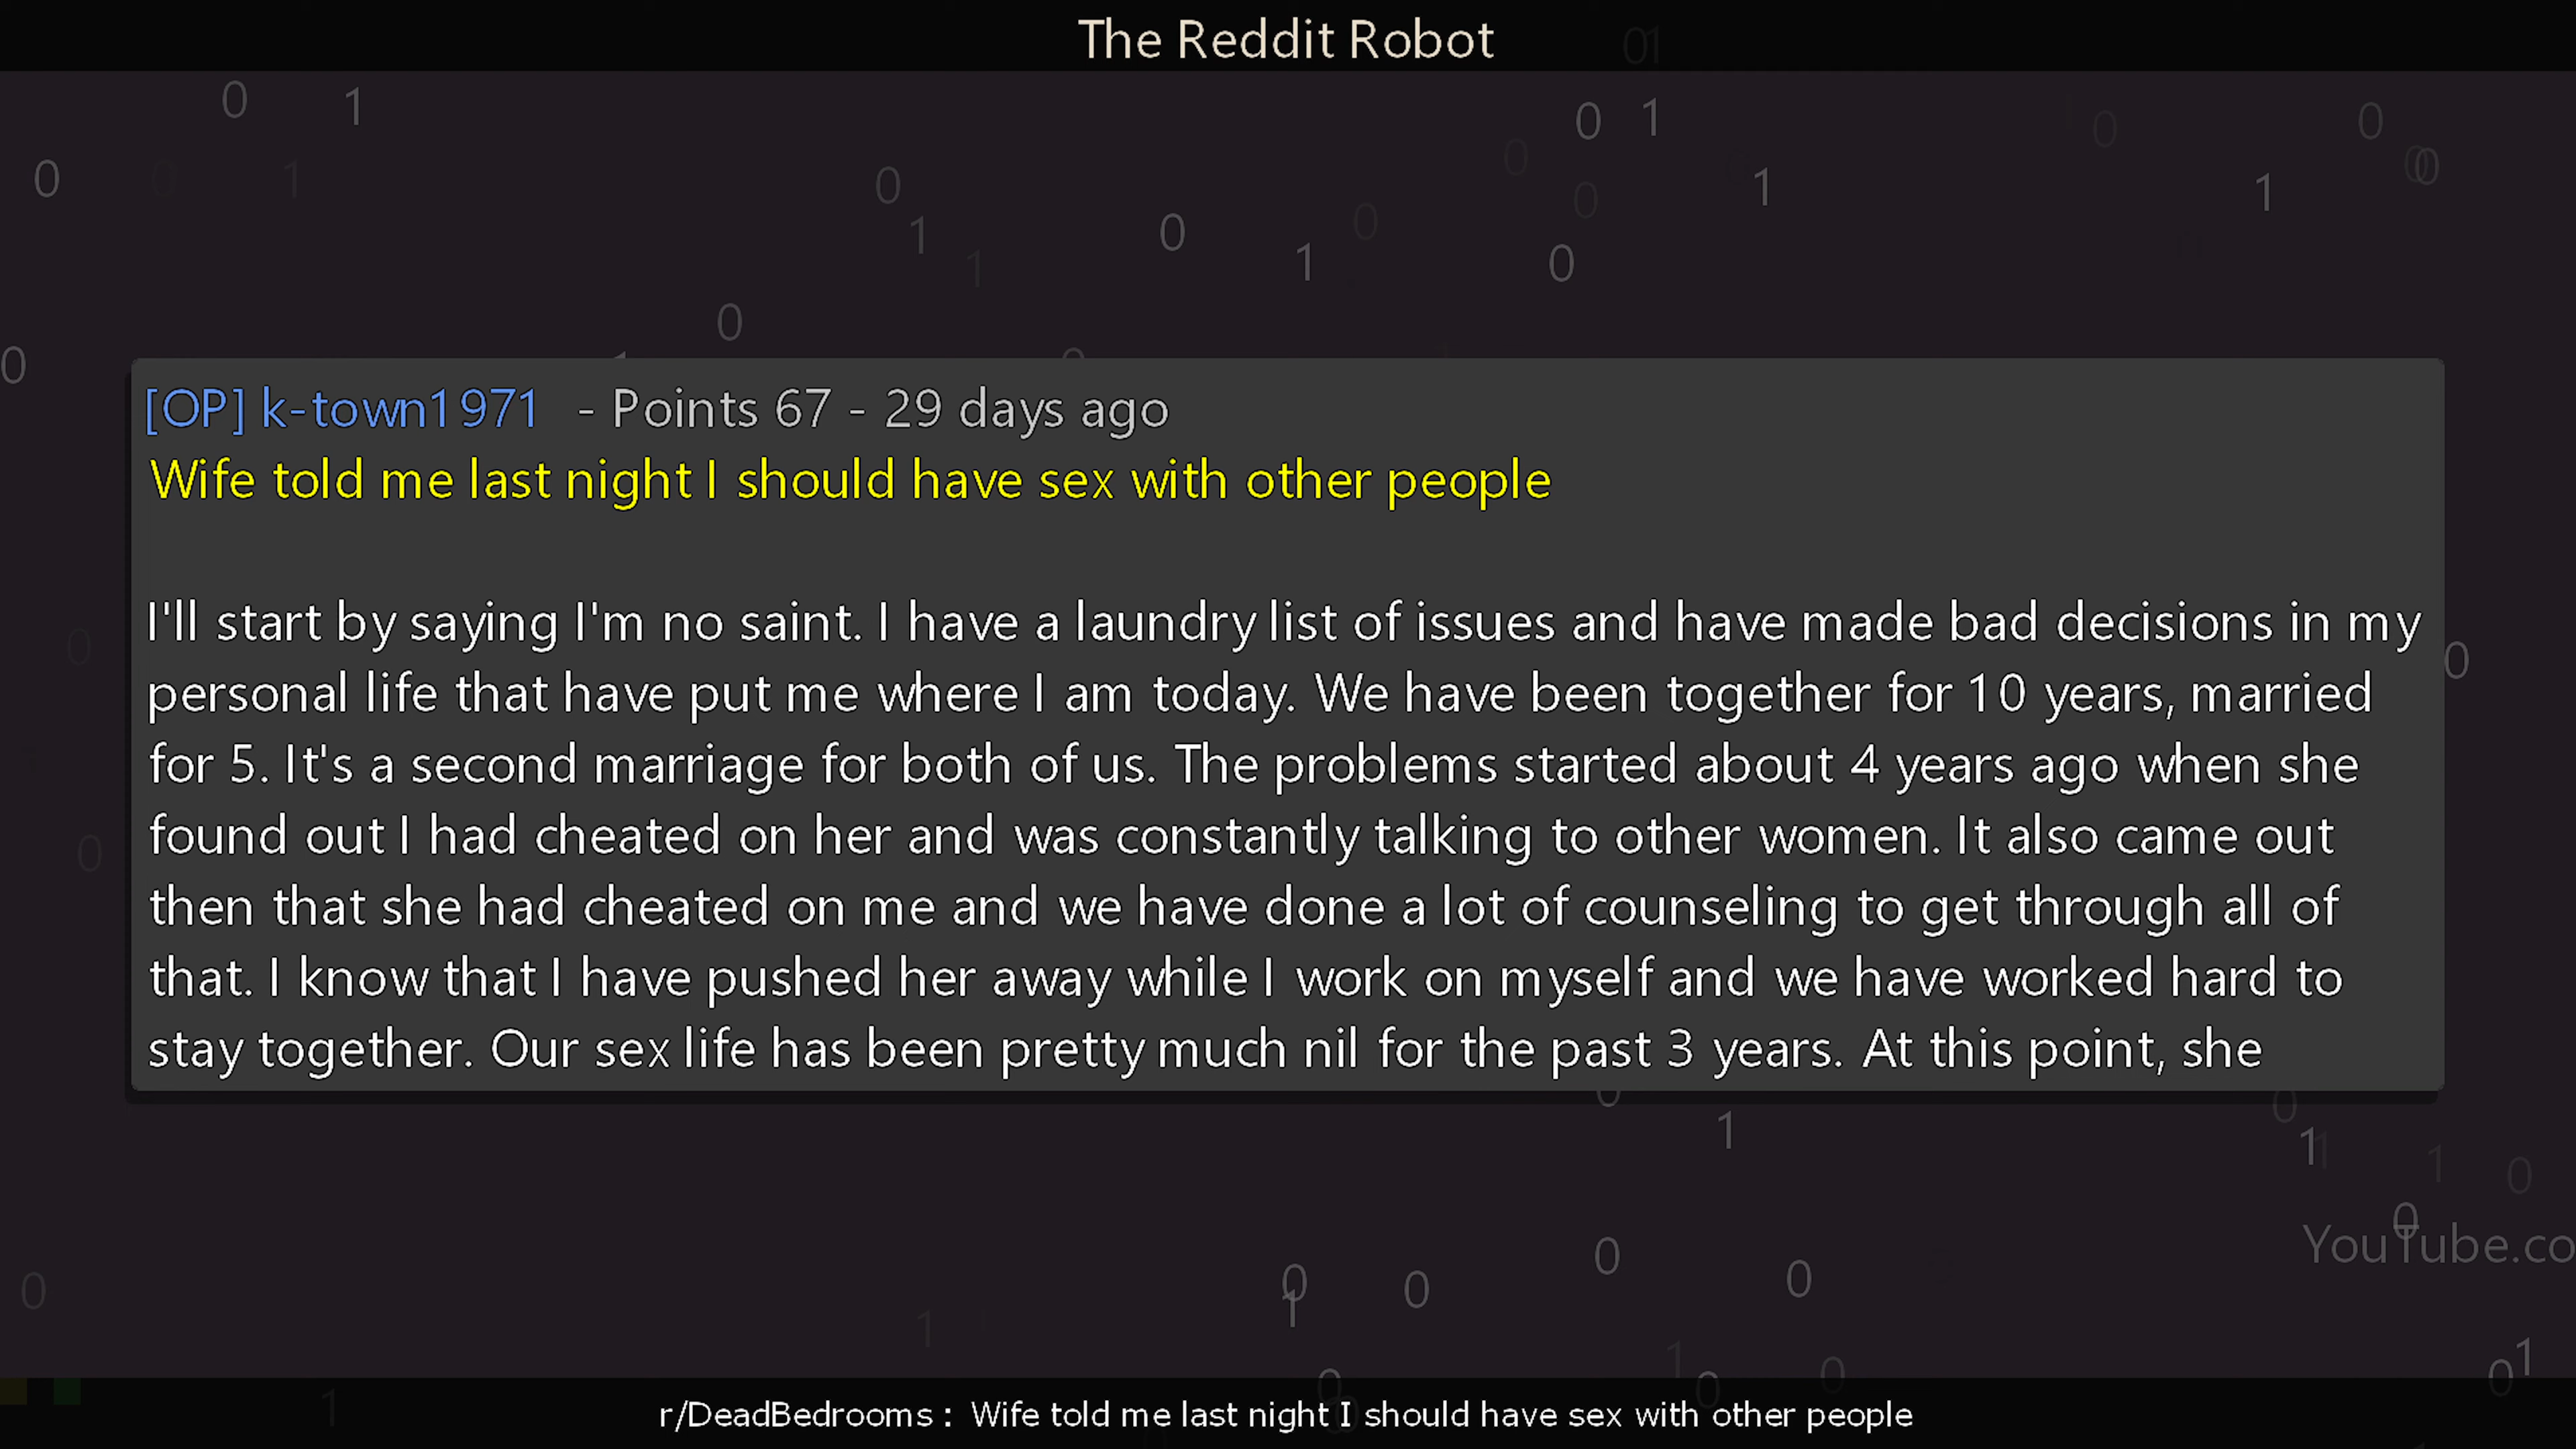 The Reddit Robot
[OP] k-town1971 - Points 67 - 29 days ago
Wife told me last night I should have sex with other people
I'll start by saying I'm no saint. I have a laundry list of issues and have made bad decisions in my
personal life that have put me where I am today. We have been together for 10 years, married
for 5. It's a second marriage for both of us. The problems started about 4 years ago when she
found out I had cheated on her and was constantly talking to other women. It also came out
then that she had cheated on me and we have done a lot of counseling to get through all of
that. I know that I have pushed her away while I work on myself and we have worked hard to
stay together. Our sex life has been pretty much nil for the past 3 years. At this point, she
YouTube.co
r/DeadBedrooms : Wife told me last night I should have sex with other people